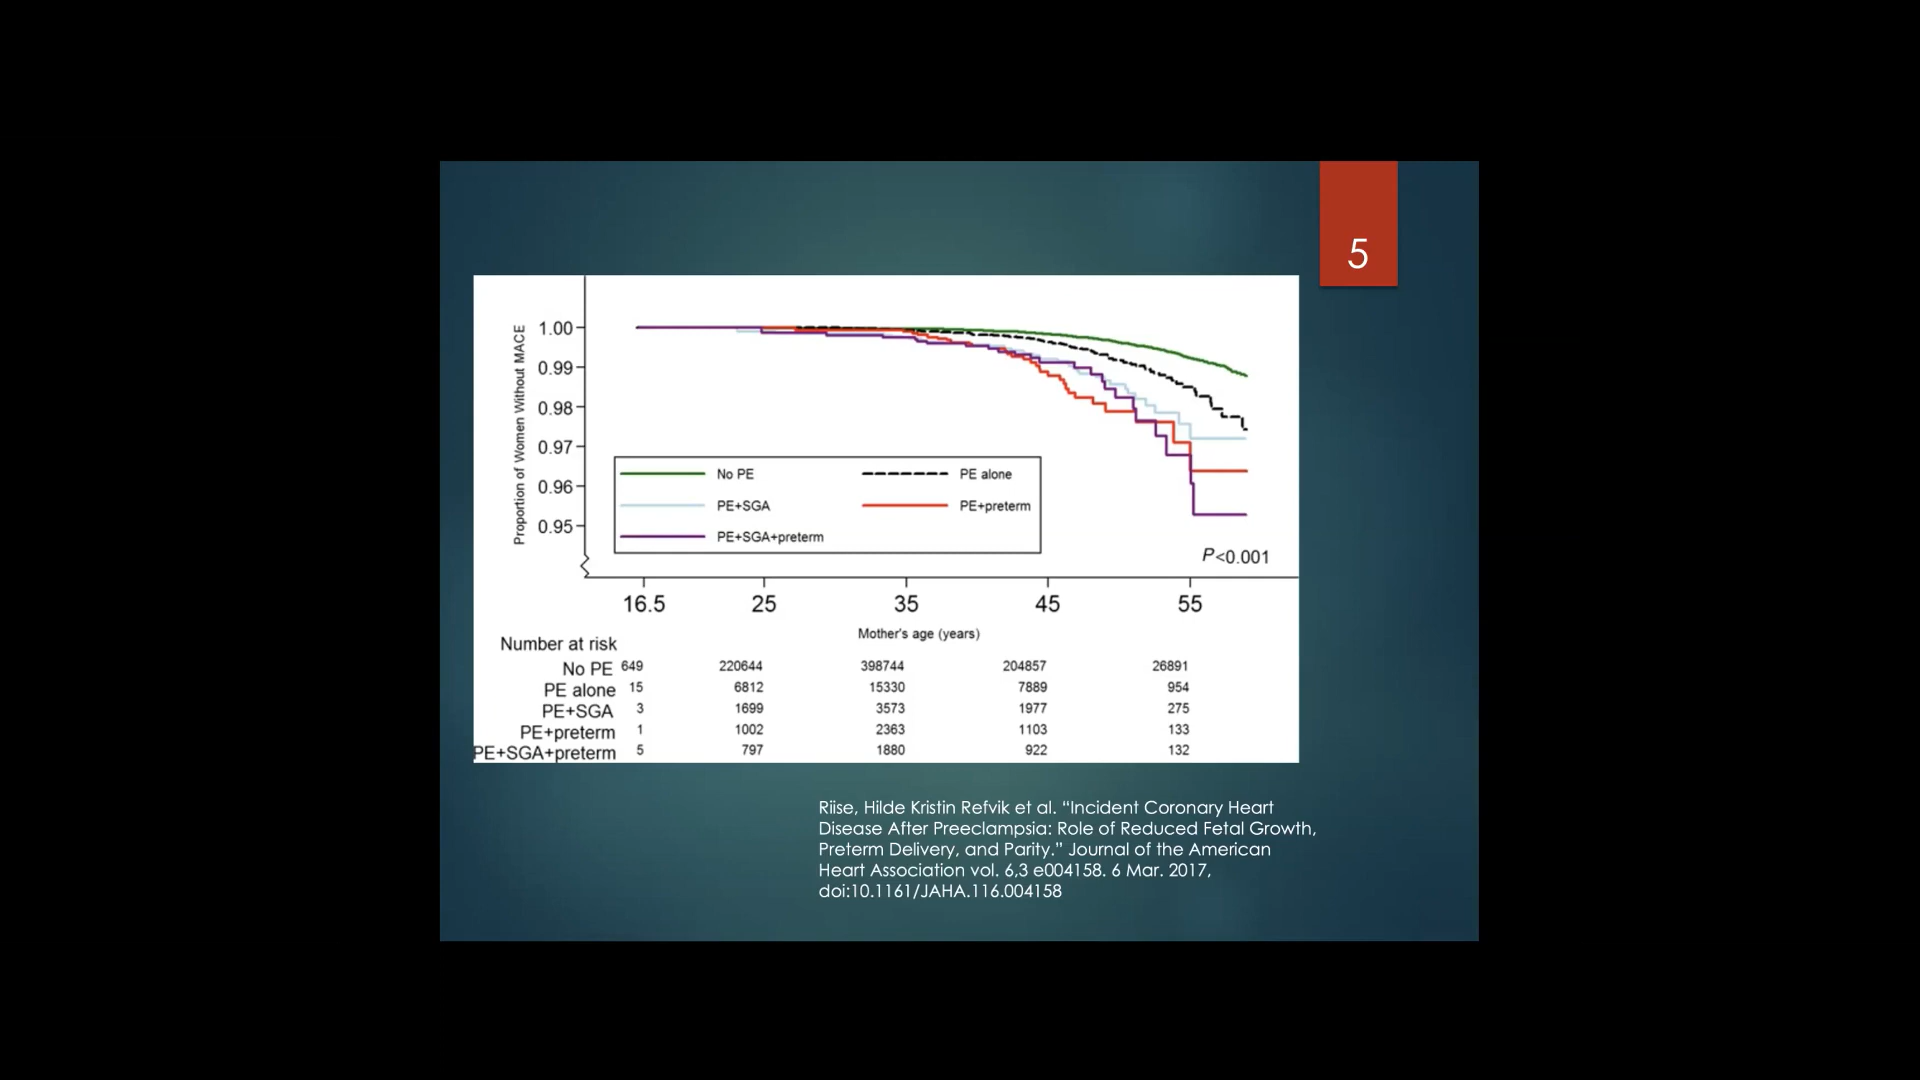 5
Proportion of Women Without MACE
1.00
0.99
0.98
0.97
0.96
0.95
No PE
PE alone
PE+SGA
PE+preterm
PE+SGA+preterm
P<0.001
16.5 25 35 45 55
Mother's age (years)
Number at risk
No PE 649 220644 398744 204857 26891
PE alone 15 6812 15330 7889 954
PE+SGA 3 1699 3573 1977 275
PE+preterm 1 1002 2363 1103 133
PE+SGA+preterm 5 797 1880 922 132
Riise, Hilde Kristin Refvik et al. “Incident Coronary Heart
Disease After Preeclampsia: Role of Reduced Fetal Growth,
Preterm Delivery, and Parity.” Journal of the American
Heart Association vol. 6,3 e004158. 6 Mar. 2017,
doi:10.1161/JAHA.116.004158